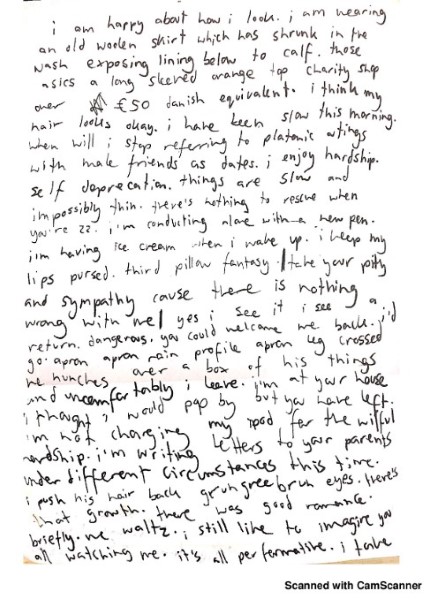 i am happy about how i look. i am wearing
an old woolen skirt which has shrunk in the
wash exposing lining below to calf. those
asics a long skeeved orange top charity shop
over €50 danish equivalent. i think my
hair looks okay. i have been slow this morning.
when will i stop referring to platonic outings
with male friends as dates. i enjoy hardship.
self deprecation. things are slow and
impossibly thin. there's nothing to rescue when
you're 22. i'm conducting alone with a new pen.
i'm having ice cream when i wake up. i keep my
lips pursed. third pillow fantasy. / take your pity
and sympathy cause there is nothing
wrong with me / yes i see it i see a
return. dangerous. you could welcome me back. i'd
go. apron apron rain profile apron leg crossed
he hunches over a box of his things
and uncomfortably i leave. i'm at your house
i thought i would pop by but you have left.
i'm not charging my ipod for the wilful
hardship. i'm writing letters to your parents
under different circumstances this time.
i push his hair back eyes. there's
that growth. there was good romance.
briefly. we waltz. i still like to imagine you
all watching me. it's all performative. i take
Scanned with CamScanner